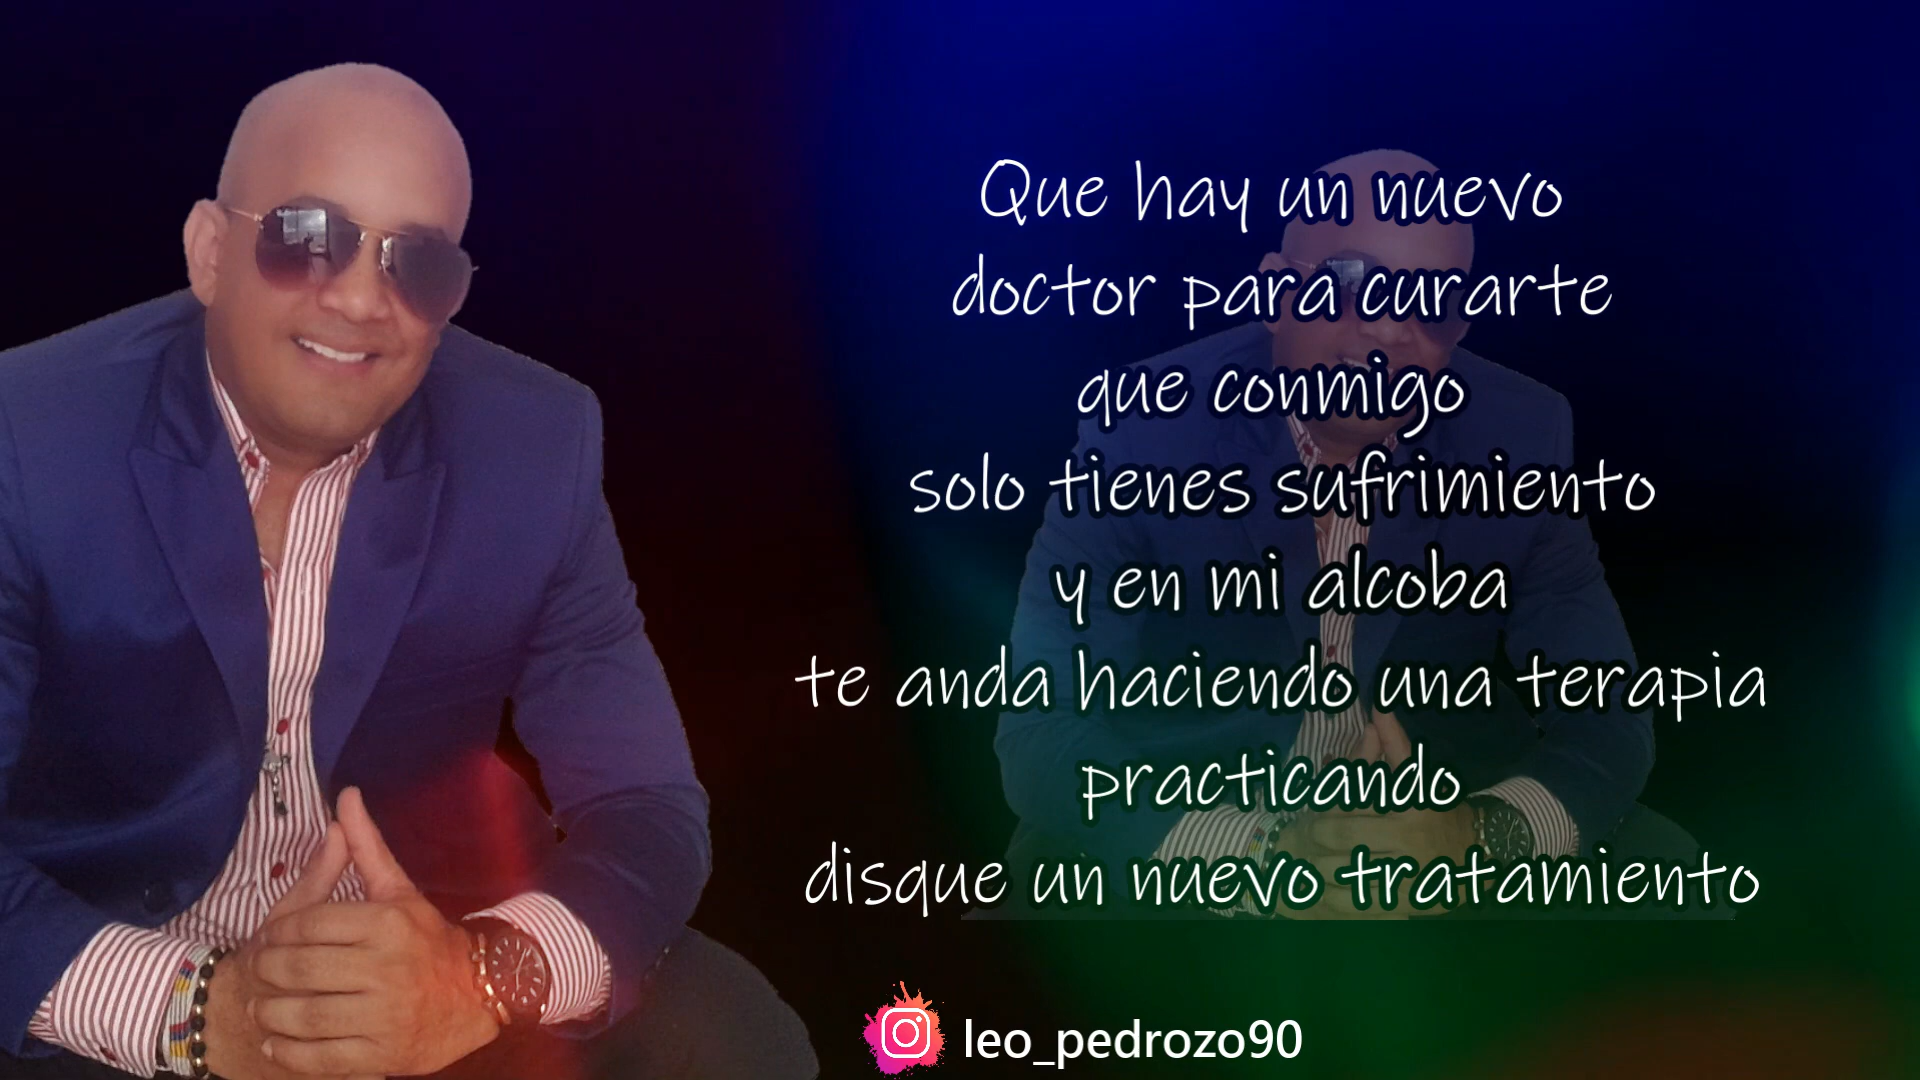 Que hay un nuevo
doctor para curarte
que conmigo
solo tienes sufrimiento
y en mi alcoba
te anda haciendo una terapia
practicando
disque un nuevo tratamiento
leo_pedrozo90